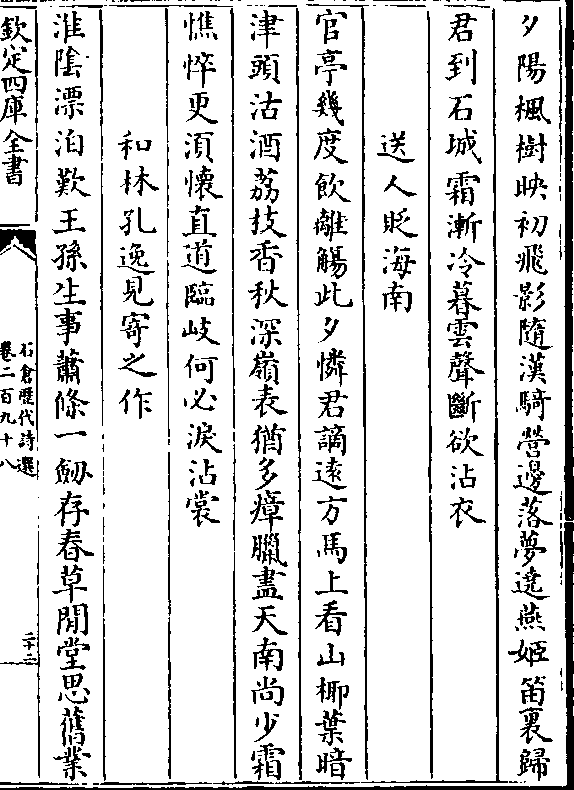 夕陽楓樹映初飛影隨漢騎營邊落夢遶燕姬笛裏歸
君到石城霜漸冷暮雲聲斷欲沾衣
送人貶海南
官亭幾度飲離觴此夕憐君謫遠方馬上看山椰葉暗
津頭沽酒荔技香秋深嶺表猶多瘴臘盡天南尚少霜
憔悴更湏懷直道臨岐何必淚沾裳
和林孔逸見寄之作
淮隂漂泊歎王孫生事蕭條一劔存春草閒堂思舊業
欽定四庫全書
石倉歴代詩選
卷二百九十八
二十二